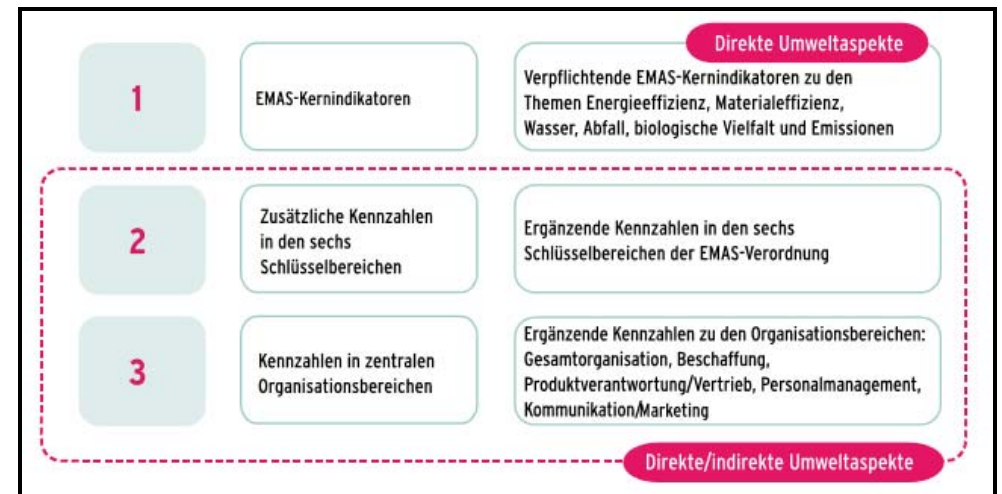 Direkte Umweltaspekte
1
EMAS-Kernindikatoren
Verpflichtende EMAS-Kernindikatoren zu den
Themen Energieeffizienz, Materialeffizienz,
Wasser, Abfall, biologische Vielfalt und Emissionen
2
Zusätzliche Kennzahlen
in den sechs
Schlüsselbereichen
Ergänzende Kennzahlen in den sechs
Schlüsselbereichen der EMAS-Verordnung
3
Kennzahlen in zentralen
Organisationsbereichen
Ergänzende Kennzahlen zu den Organisationsbereichen:
Gesamtorganisation, Beschaffung,
Produktverantwortung/Vertrieb, Personalmanagement,
Kommunikation/Marketing
Direkte/indirekte Umweltaspekte